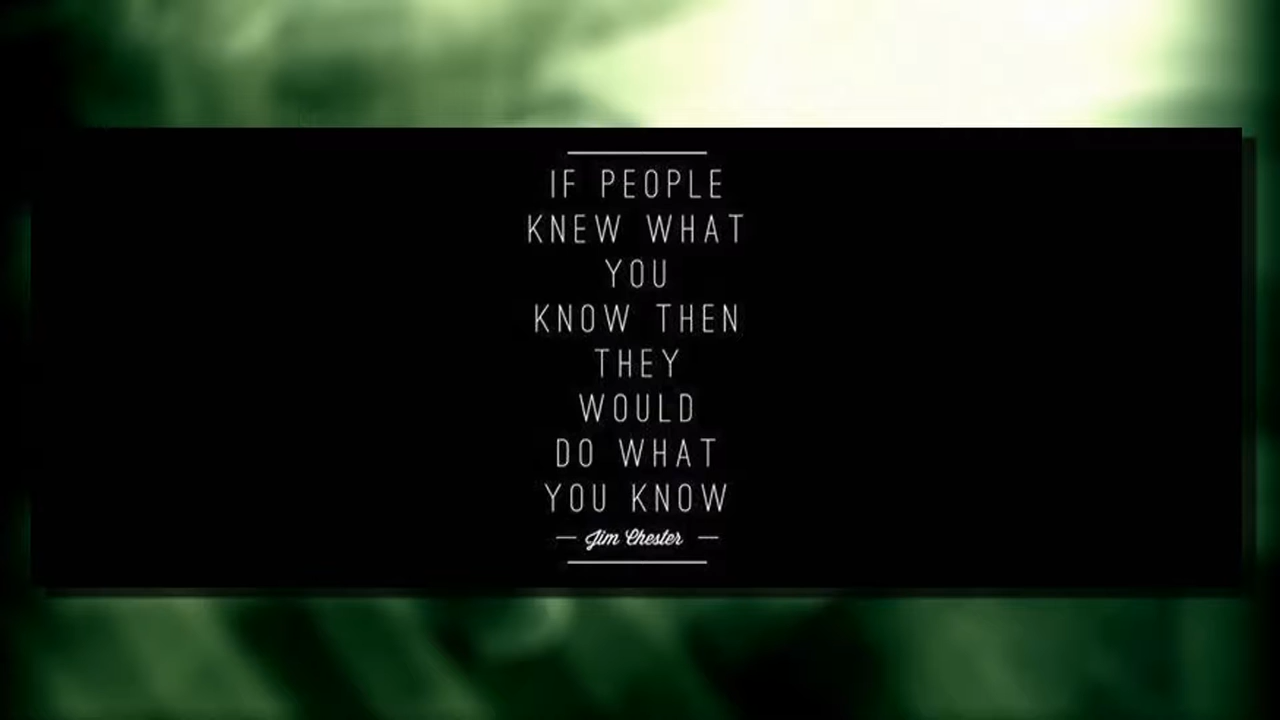 IF PEOPLE
KNEW WHAT
YOU
KNOW THEN
THEY
WOULD
DO WHAT
YOU KNOW
— Jim Chester —